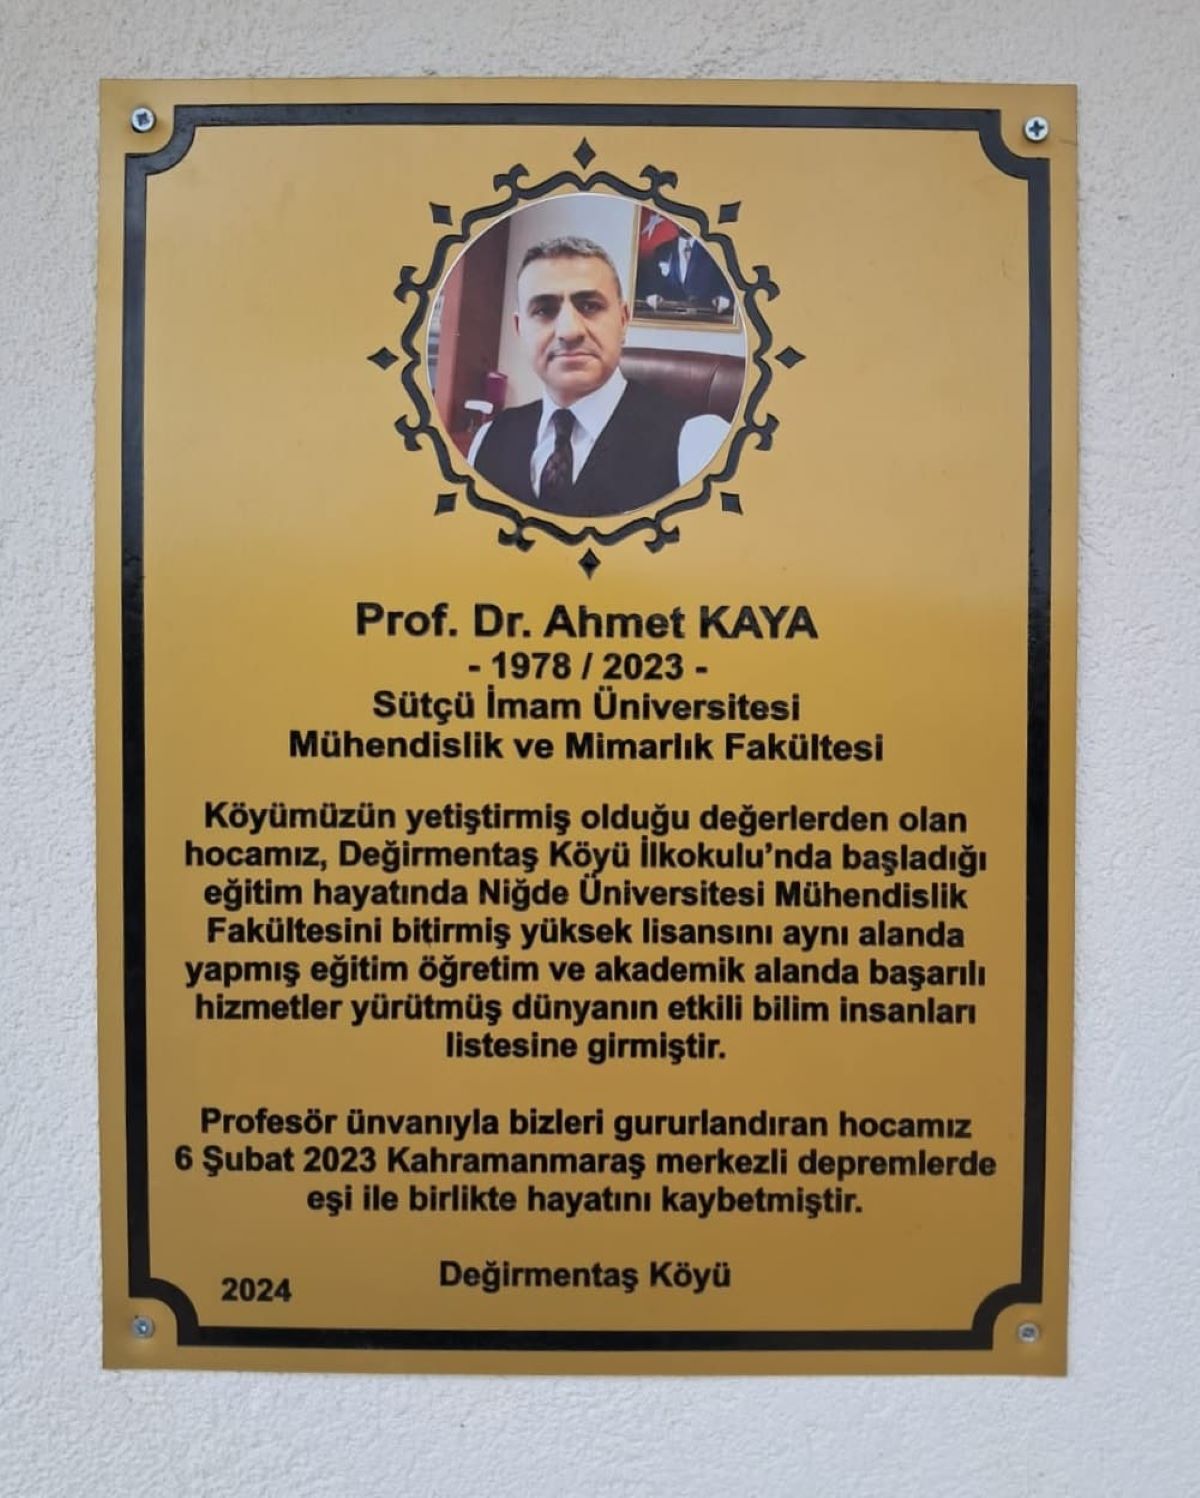 Prof. Dr. Ahmet KAYA
- 1978 / 2023 -
Sütçü İmam Üniversitesi
Mühendislik ve Mimarlık Fakültesi
Köyümüzün yetiştirmiş olduğu değerlerden olan
hocamız, Değirmentaş Köyü İlkokulu'nda başladığı
eğitim hayatında Niğde Üniversitesi Mühendislik
Fakültesini bitirmiş yüksek lisansını aynı alanda
yapmış eğitim öğretim ve akademik alanda başarılı
hizmetler yürütmüş dünyanın etkili bilim insanları
listesine girmiştir.
Profesör ünvanıyla bizleri gururlandıran hocamız
6 Şubat 2023 Kahramanmaraş merkezli depremlerde
eşi ile birlikte hayatını kaybetmiştir.
Değirmentaş Köyü
2024